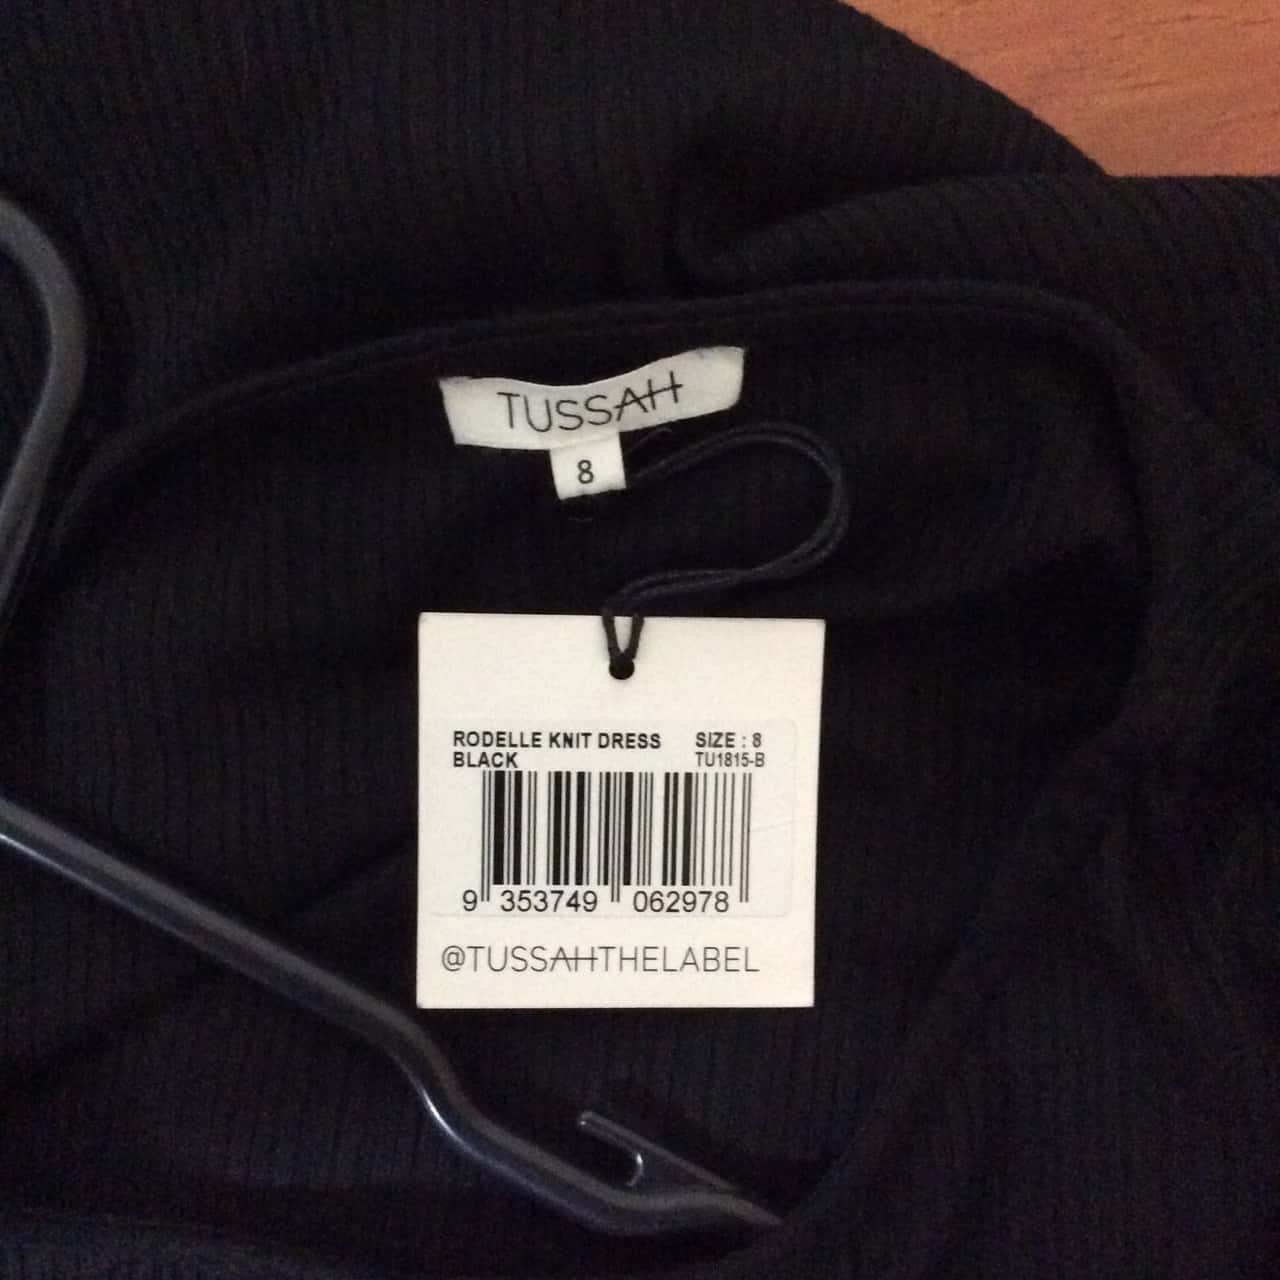 TUSSAH
8
RODELLE KNIT DRESS SIZE : 8
BLACK TU1815-B
9 353749 062978
@TUSSAHTHELABEL